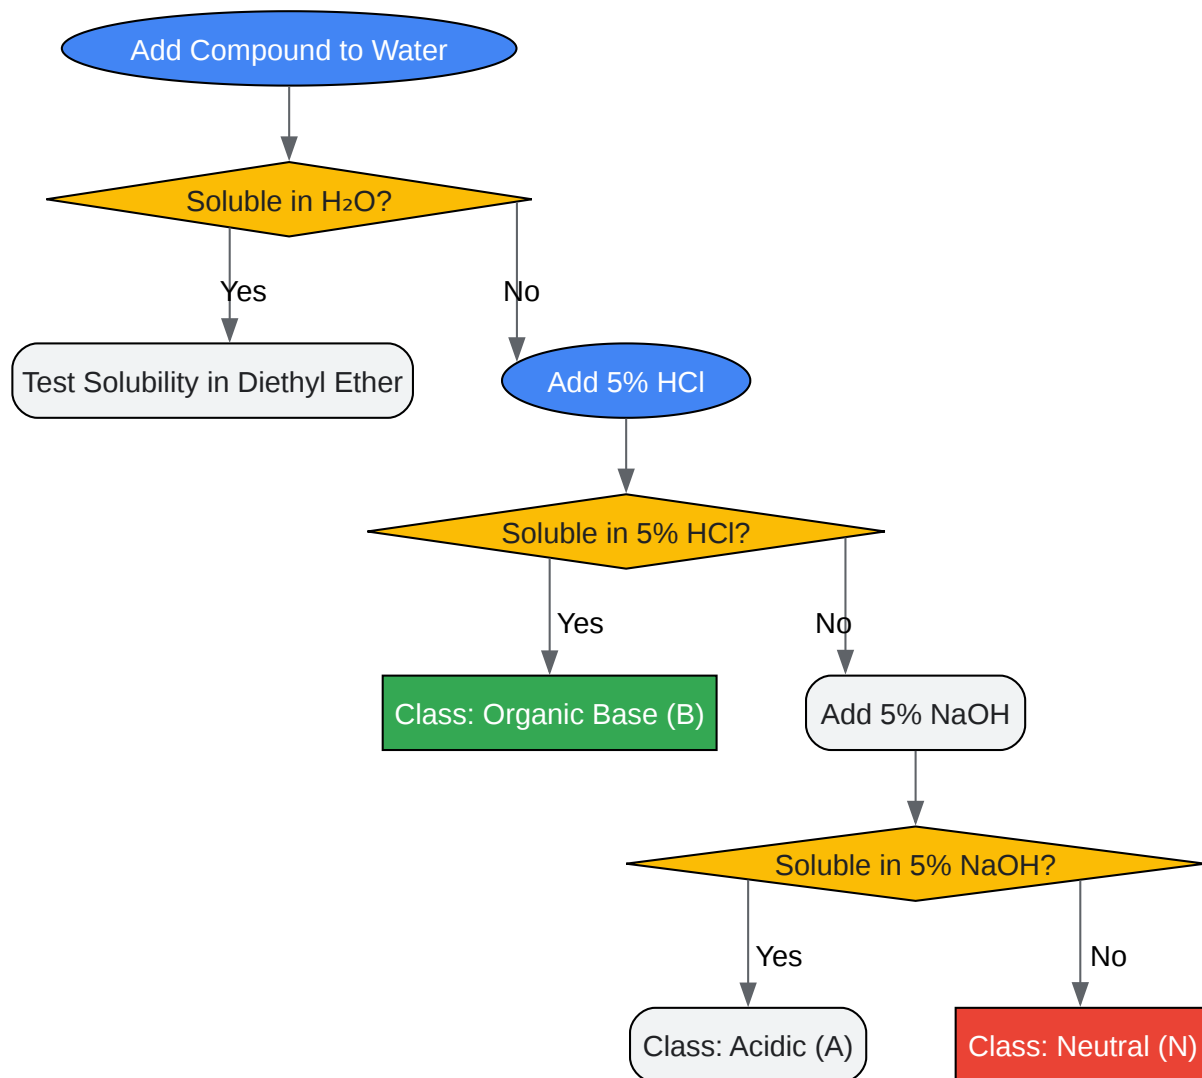 Add Compound to Water
Soluble in H₂O?
Yes
No
Test Solubility in Diethyl Ether
Add 5% HCl
Soluble in 5% HCl?
Yes
No
Class: Organic Base (B)
Add 5% NaOH
Soluble in 5% NaOH?
Yes
No
Class: Acidic (A)
Class: Neutral (N)